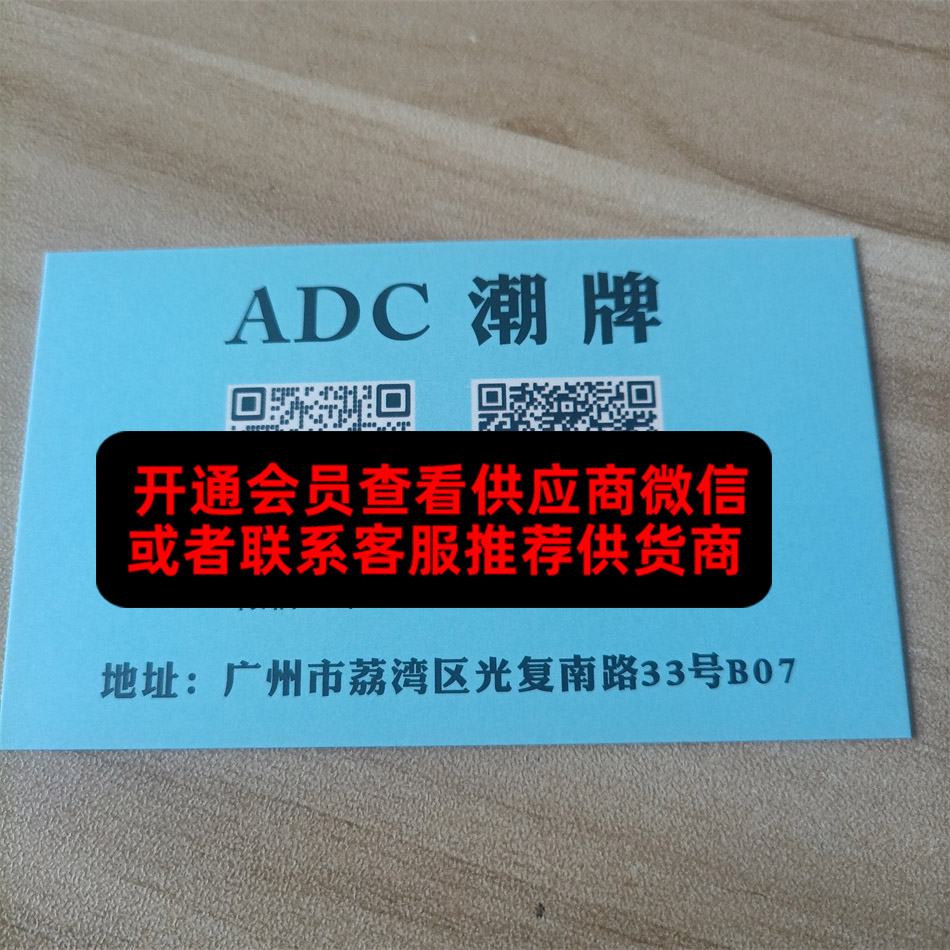 ADC 潮牌
开通会员查看供应商微信
或者联系客服推荐供货商
地址：广州市荔湾区光复南路33号B07